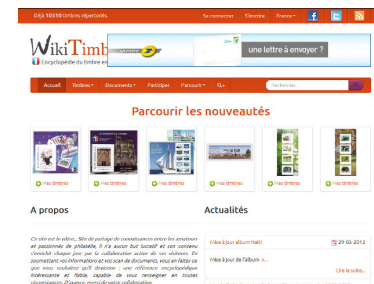 Déjà 10310 timbres répertoriés.
Se connecter S'inscrire France
WikiTimb
Encyclopédie du timbre en
une lettre à envoyer ?
Accueil Timbres Documents Participer Parcourir
Rechercher...
Parcourir les nouveautés
Mes timbres Mes timbres Mes timbres Mes timbres Mes timbres Mes timbres
A propos
Ce site est le vôtre... Site de partage de connaissances entre les amateurs
et passionnés de philatélie, il n'a aucun but lucratif et son contenu
s'enrichit chaque jour par la collaboration active de ses visiteurs. En
soumettant vos informations et vos scan de documents, vous en faites ce
que vous souhaitez qu'il devienne : une référence encyclopédique
intéressante et fiable, capable de vous renseigner en toutes
circonstances. D'avance, merci de votre collaboration.
Actualités
Mise à jour album Haïti 29-05-2013
Mise à jour de l'album
Lire la suite...